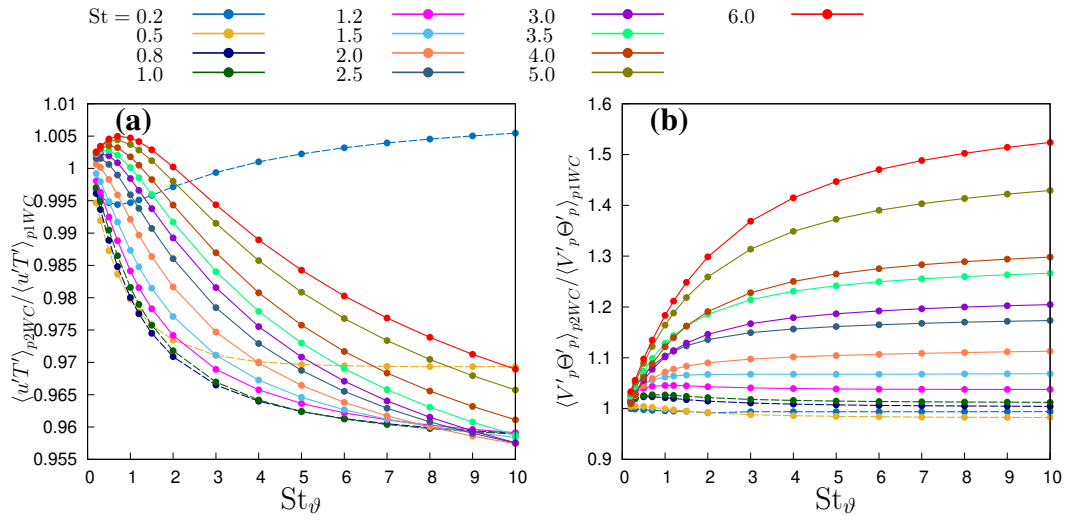 St = 0.2 1.2 3.0 6.0
0.5 1.5 3.5
0.8 2.0 4.0
1.0 2.5 5.0
(a)
1.01
1.005
1
0.995
0.99
0.985
0.98
0.975
0.97
0.965
0.96
0.955
⟨u′T′⟩p2WC/⟨u′T′⟩p1WC
0 1 2 3 4 5 6 7 8 9 10
Stϑ
(b)
1.6
1.5
1.4
1.3
1.2
1.1
1
0.9
⟨V′pΘ′p⟩p2WC/⟨V′pΘ′p⟩p1WC
0 1 2 3 4 5 6 7 8 9 10
Stϑ